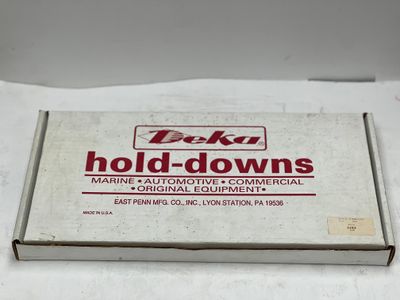 Deka®
hold-downs
MARINE • AUTOMOTIVE • COMMERCIAL
•ORIGINAL EQUIPMENT•
EAST PENN MFG. CO., INC., LYON STATION, PA 19536
MADE IN U.S.A.